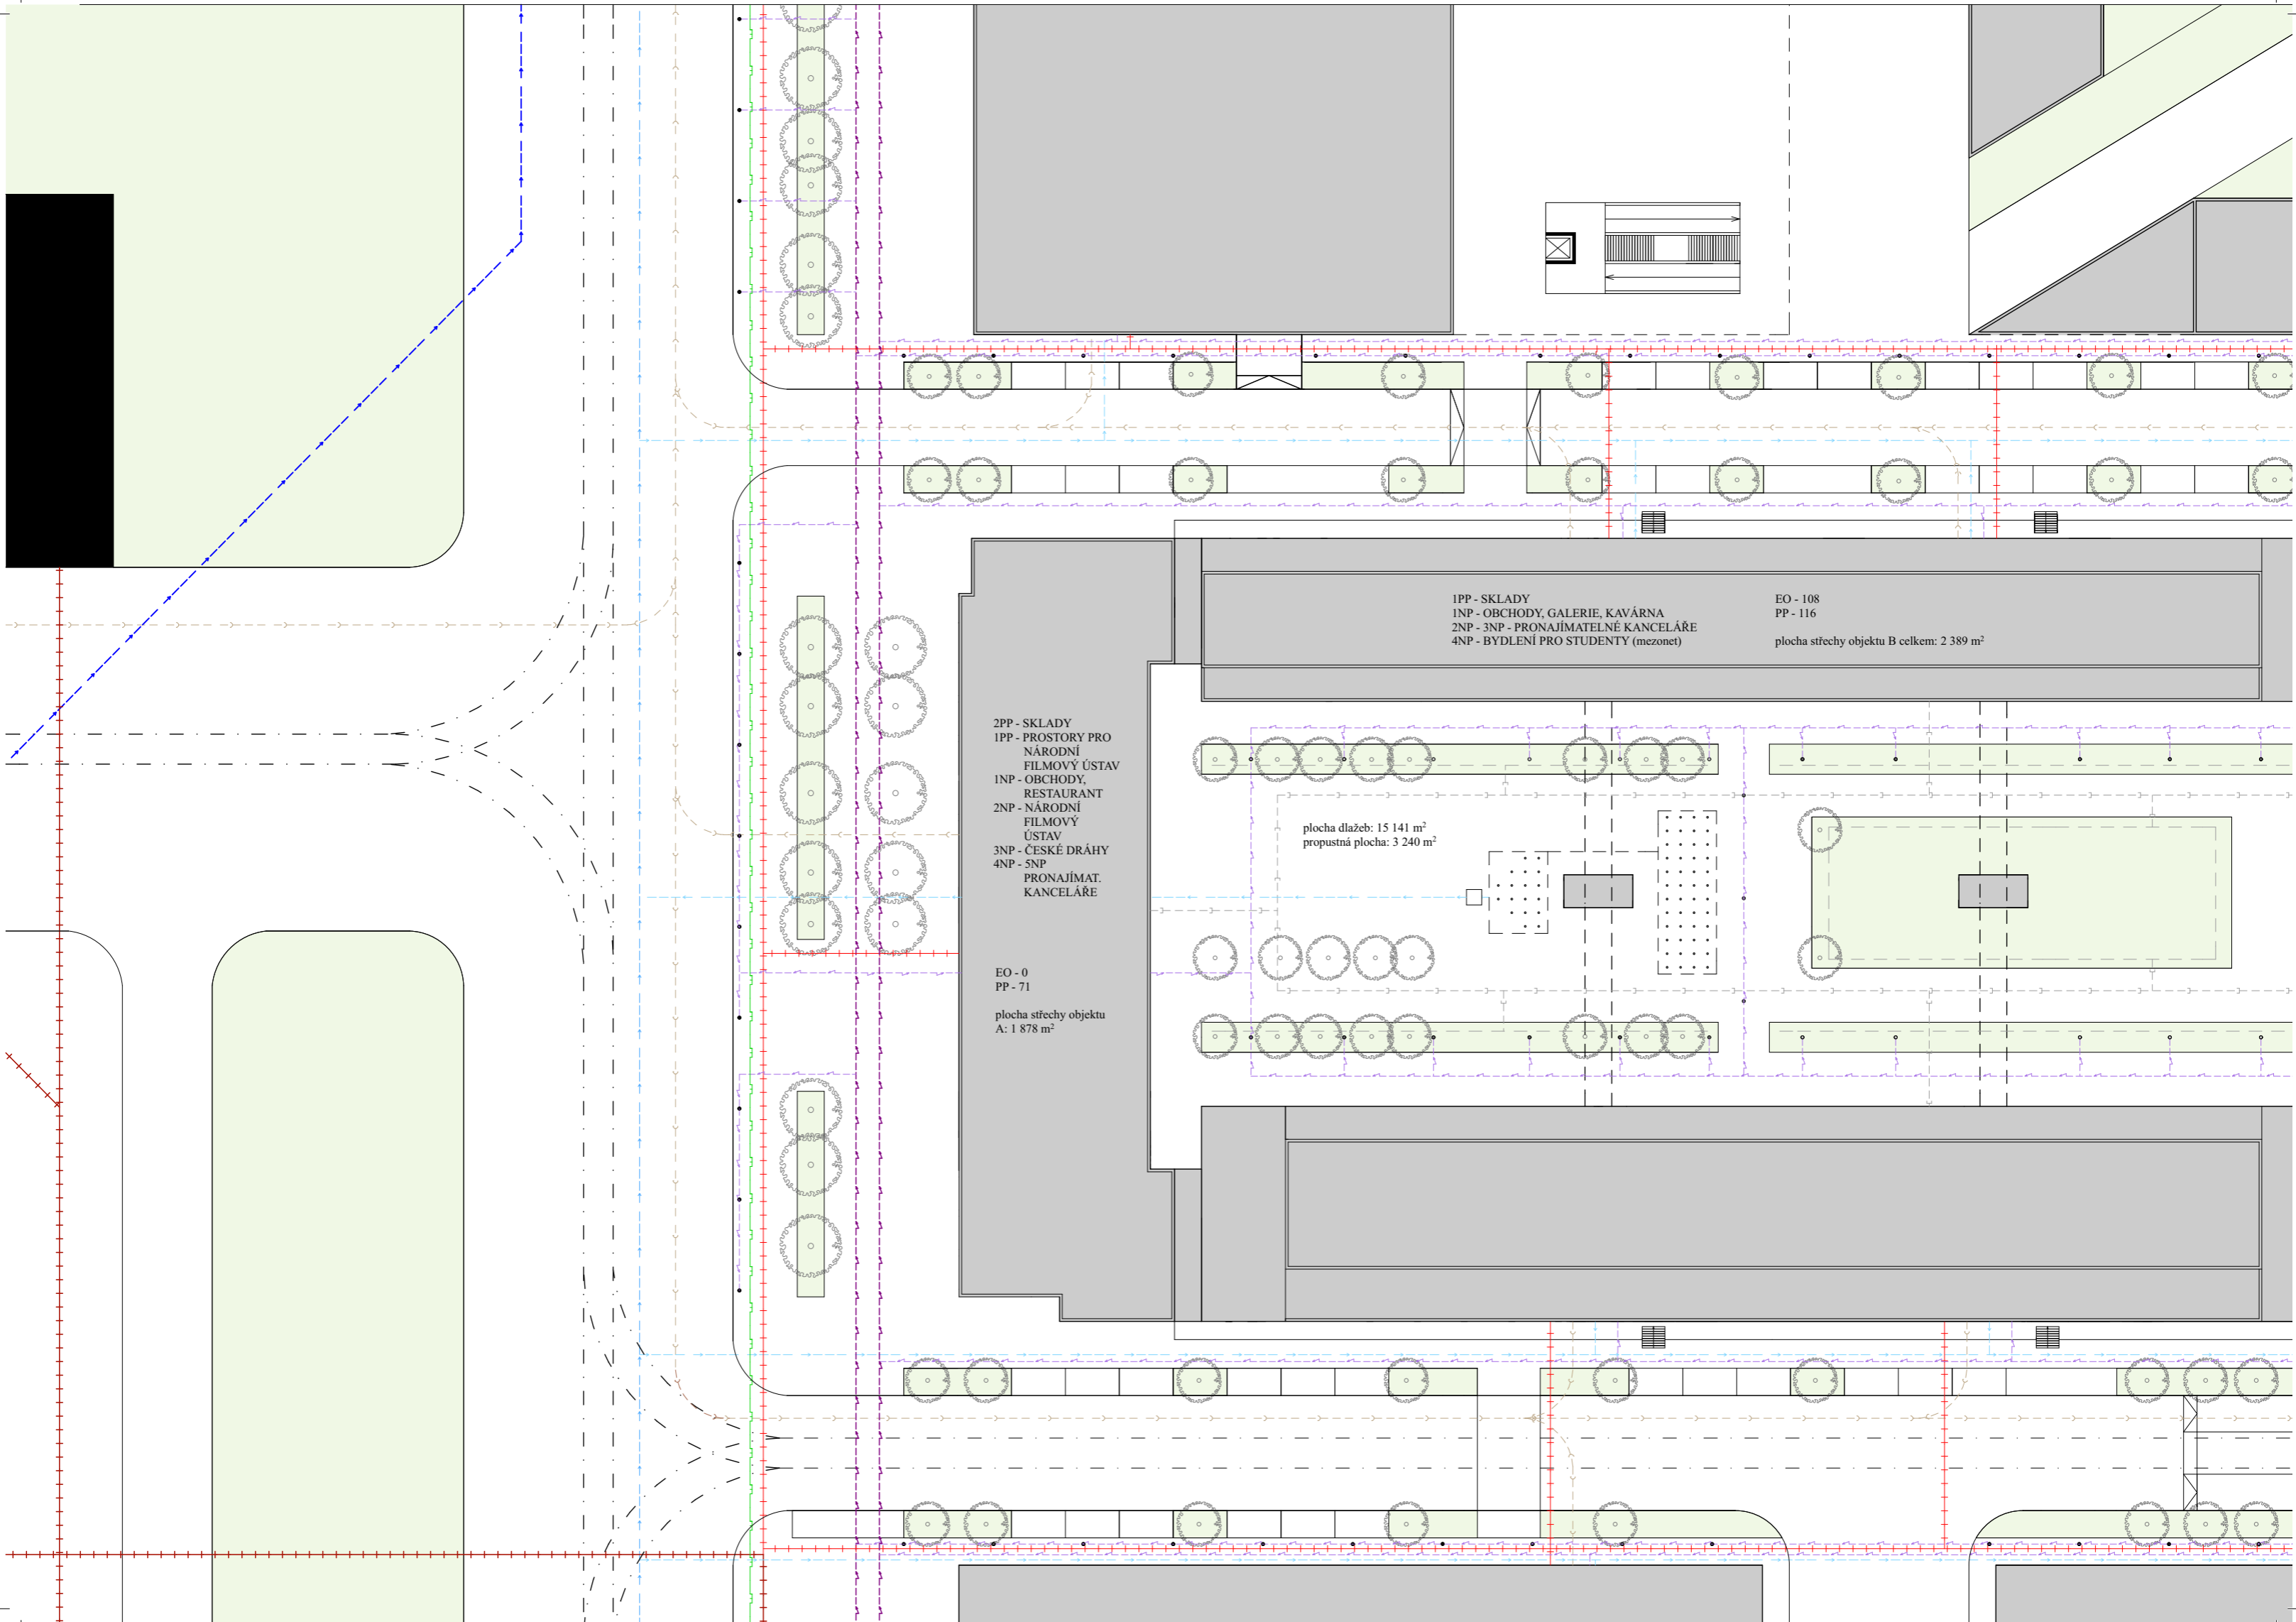 1PP - SKLADY
1NP - OBCHODY, GALERIE, KAVÁRNA
2NP - 3NP - PRONAJÍMATELNÉ KANCELÁŘE
4NP - BYDLENÍ PRO STUDENTY (mezonet)
EO - 108
PP - 116
plocha střechy objektu B celkem: 2 389 m²
2PP - SKLADY
1PP - PROSTORY PRO
NÁRODNÍ
FILMOVÝ ÚSTAV
1NP - OBCHODY,
RESTAURANT
2NP - NÁRODNÍ
FILMOVÝ
ÚSTAV
3NP - ČESKÉ DRÁHY
4NP - 5NP
PRONAJÍMAT.
KANCELÁŘE
EO - 0
PP - 71
plocha střechy objektu
A: 1 878 m²
plocha dlažeb: 15 141 m²
propustná plocha: 3 240 m²